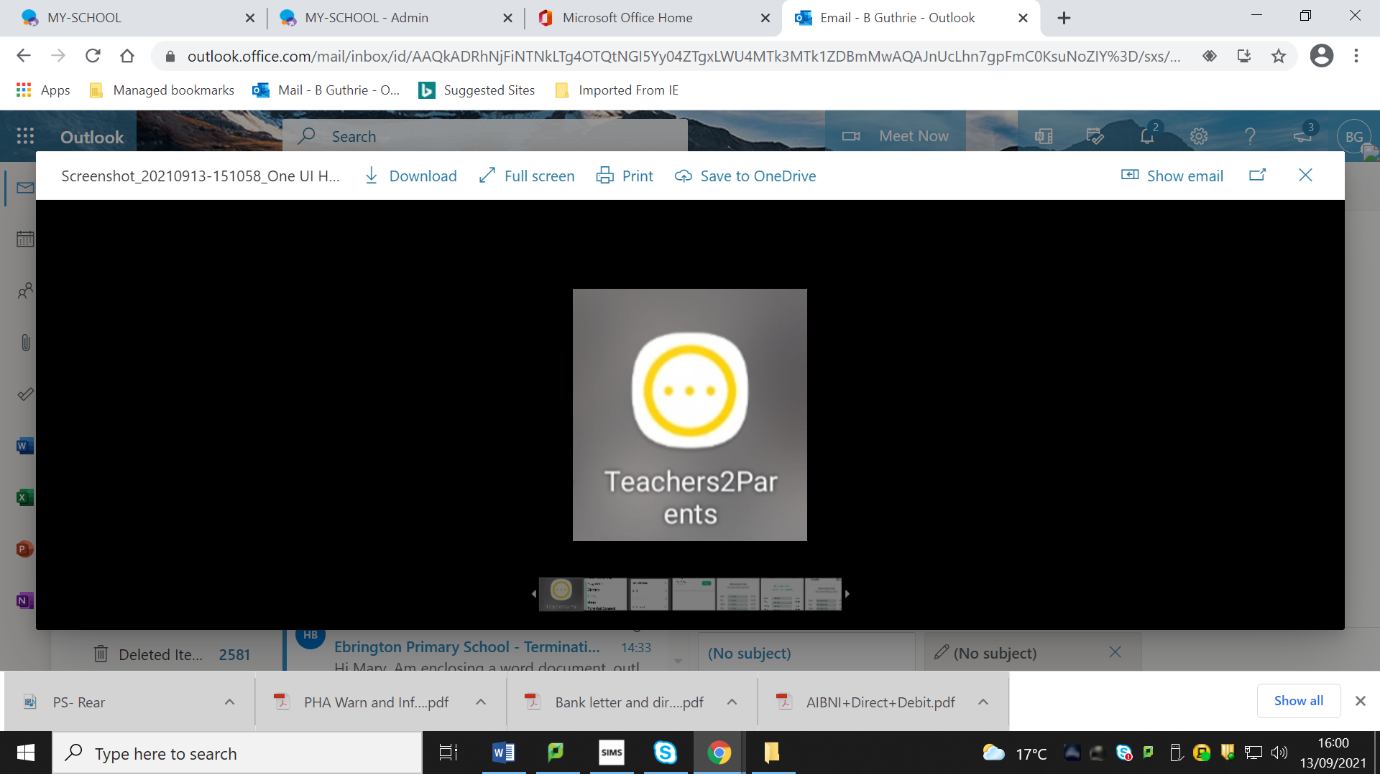 MY-SCHOOL
MY-SCHOOL - Admin
Microsoft Office Home
Email - B Guthrie - Outlook
outlook.office.com/mail/inbox/id/AAQkADRhNjFiNTNkLTg4OTQtNGI5Yy04ZTgxLWU4MTk3MTk1ZDBmMwAQAJnUcLhn7gpFmC0KsuNoZIY%3D/sxs/...
Apps
Managed bookmarks
Mail - B Guthrie - O...
Suggested Sites
Imported From IE
Outlook
Search
Meet Now
2
3
BG
Screenshot_20210913-151058_One UI H...
Download
Full screen
Print
Save to OneDrive
Show email
Teachers2Par
ents
Deleted Ite... 2581
HB
Ebrington Primary School - Terminati... 14:33
Hi Mary, Am enclosing a word document, outl
(No subject)
(No subject)
PS- Rear
PHA Warn and Inf....pdf
Bank letter and dir....pdf
AIBNI+Direct+Debit.pdf
Show all
Type here to search
SIMS
17°C
16:00
13/09/2021